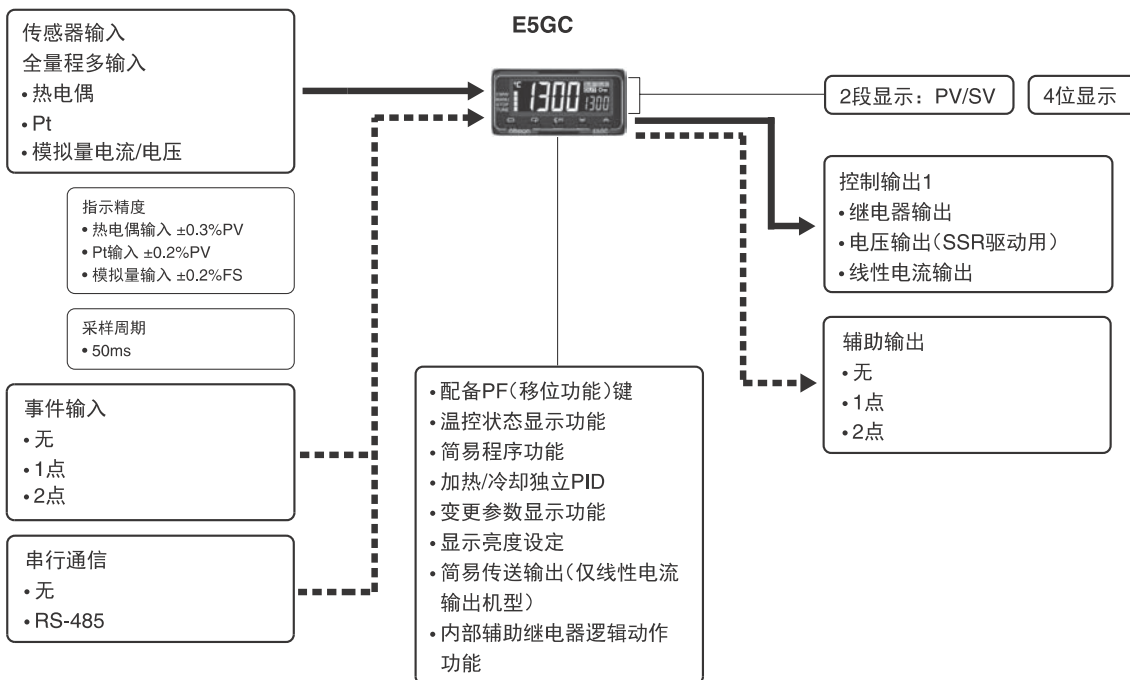 E5GC
传感器输入
全量程多输入
• 热电偶
• Pt
• 模拟量电流/电压
指示精度
• 热电偶输入 ±0.3%PV
• Pt输入 ±0.2%PV
• 模拟量输入 ±0.2%FS
采样周期
• 50ms
事件输入
• 无
• 1点
• 2点
串行通信
• 无
• RS-485
°C
1300
1300
omron
E5GC
• 配备PF(移位功能)键
• 温控状态显示功能
• 简易程序功能
• 加热/冷却独立PID
• 变更参数显示功能
• 显示亮度设定
• 简易传送输出(仅线性电流
输出机型)
• 内部辅助继电器逻辑动作
功能
2段显示：PV/SV
4位显示
控制输出1
• 继电器输出
• 电压输出(SSR驱动用)
• 线性电流输出
辅助输出
• 无
• 1点
• 2点